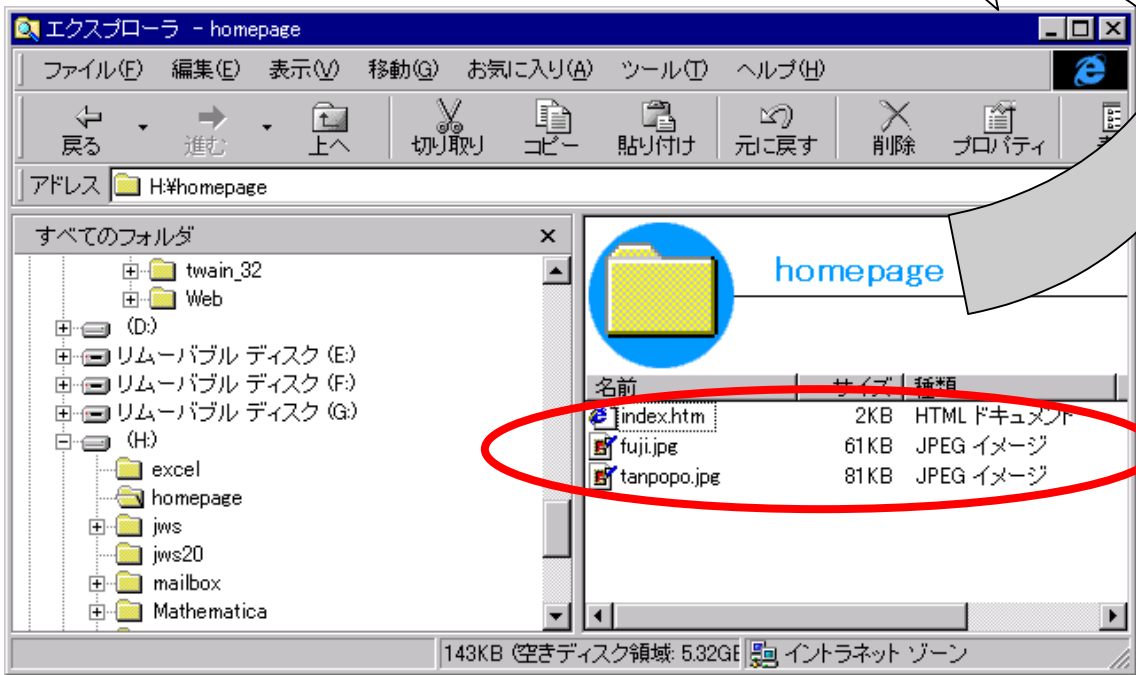 エクスプローラ - homepage
ファイル(F) 編集(E) 表示(V) 移動(G) お気に入り(A) ツール(T) ヘルプ(H)
戻る 進む 上へ 切り取り コピー 貼り付け 元に戻す 削除 プロパティ
アドレス H:¥homepage
すべてのフォルダ
twain_32
Web
(D:)
リムーバブル ディスク (E:)
リムーバブル ディスク (F:)
リムーバブル ディスク (G:)
(H:)
excel
homepage
jws
jws20
mailbox
Mathematica
homepage
名前 サイズ 種類
index.htm 2KB HTML ドキュメント
fuji.jpg 61KB JPEG イメージ
tanpopo.jpg 81KB JPEG イメージ
143KB (空きディスク領域: 5.32GB イントラネット ゾーン